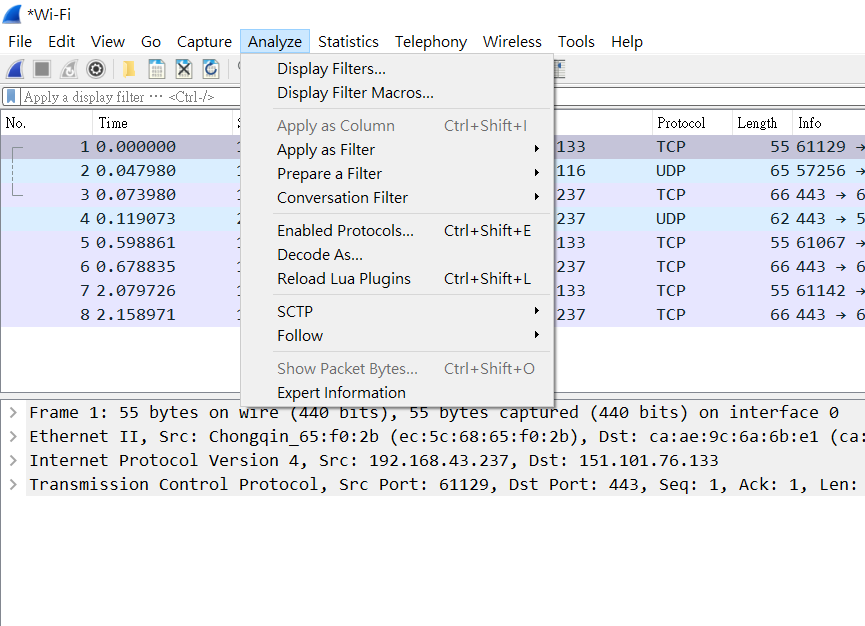 *Wi-Fi
File Edit View Go Capture Analyze Statistics Telephony Wireless Tools Help
Apply a display filter ··· <Ctrl-/>
Display Filters...
Display Filter Macros...
Apply as Column Ctrl+Shift+I
Apply as Filter
Prepare a Filter
Conversation Filter
Enabled Protocols... Ctrl+Shift+E
Decode As...
Reload Lua Plugins Ctrl+Shift+L
SCTP
Follow
Show Packet Bytes... Ctrl+Shift+O
Expert Information
No. Time Protocol Length Info
1 0.000000 133 TCP 55 61129 →
2 0.047980 116 UDP 65 57256 →
3 0.073980 237 TCP 66 443 → 6
4 0.119073 237 UDP 62 443 → 5
5 0.598861 133 TCP 55 61067 →
6 0.678835 237 TCP 66 443 → 6
7 2.079726 133 TCP 55 61142 →
8 2.158971 237 TCP 66 443 → 6
Frame 1: 55 bytes on wire (440 bits), 55 bytes captured (440 bits) on interface 0
Ethernet II, Src: Chongqin_65:f0:2b (ec:5c:68:65:f0:2b), Dst: ca:ae:9c:6a:6b:e1 (ca:
Internet Protocol Version 4, Src: 192.168.43.237, Dst: 151.101.76.133
Transmission Control Protocol, Src Port: 61129, Dst Port: 443, Seq: 1, Ack: 1, Len: